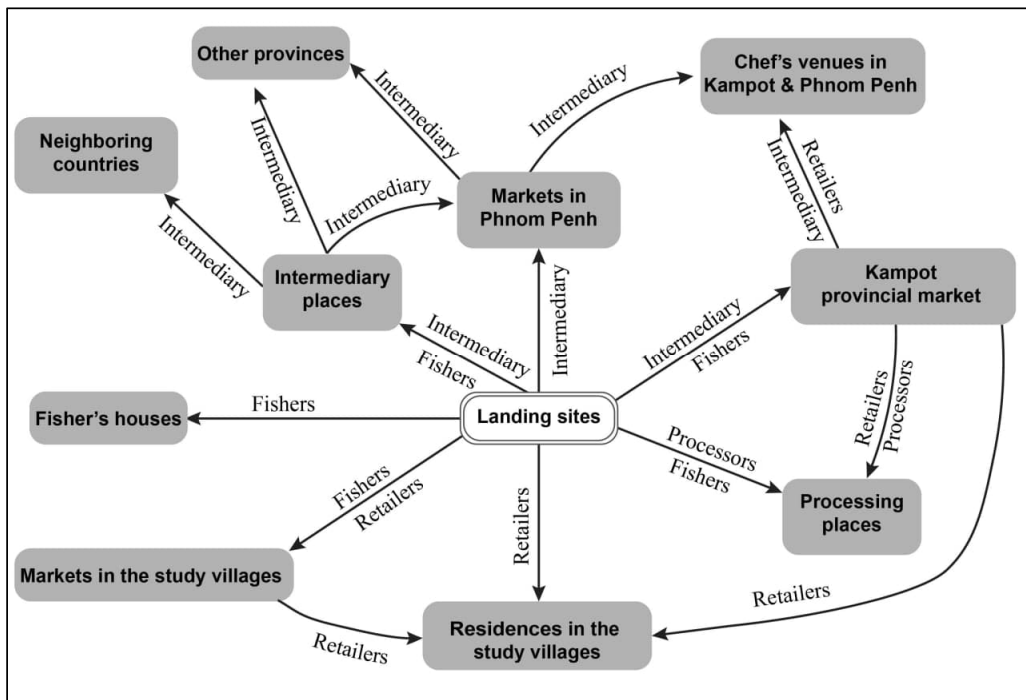 Other provinces
Chef's venues in
Kampot & Phnom Penh
Intermediary
Intermediary
Neighboring
countries
Intermediary
Retailers
Intermediary
Intermediary
Markets in
Phnom Penh
Intermediary
Intermediary
places
Kampot
provincial market
Intermediary
Fishers
Intermediary
Intermediary
Fishers
Fisher's houses
Fishers
Landing sites
Retailers
Processors
Processors
Fishers
Fishers
Retailers
Processing
places
Retailers
Markets in the study villages
Retailers
Retailers
Residences in the
study villages